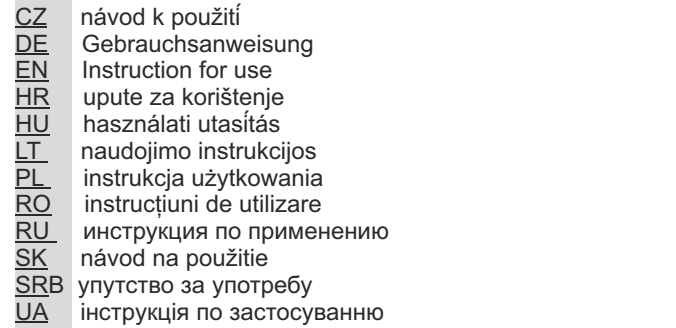 CZ návod k použití
DE Gebrauchsanweisung
EN Instruction for use
HR upute za korištenje
HU használati utasítás
LT naudojimo instrukcijos
PL instrukcja użytkowania
RO instrucțiuni de utilizare
RU инструкция по применению
SK návod na použitie
SRB упутство за употребу
UA інструкція по застосуванню